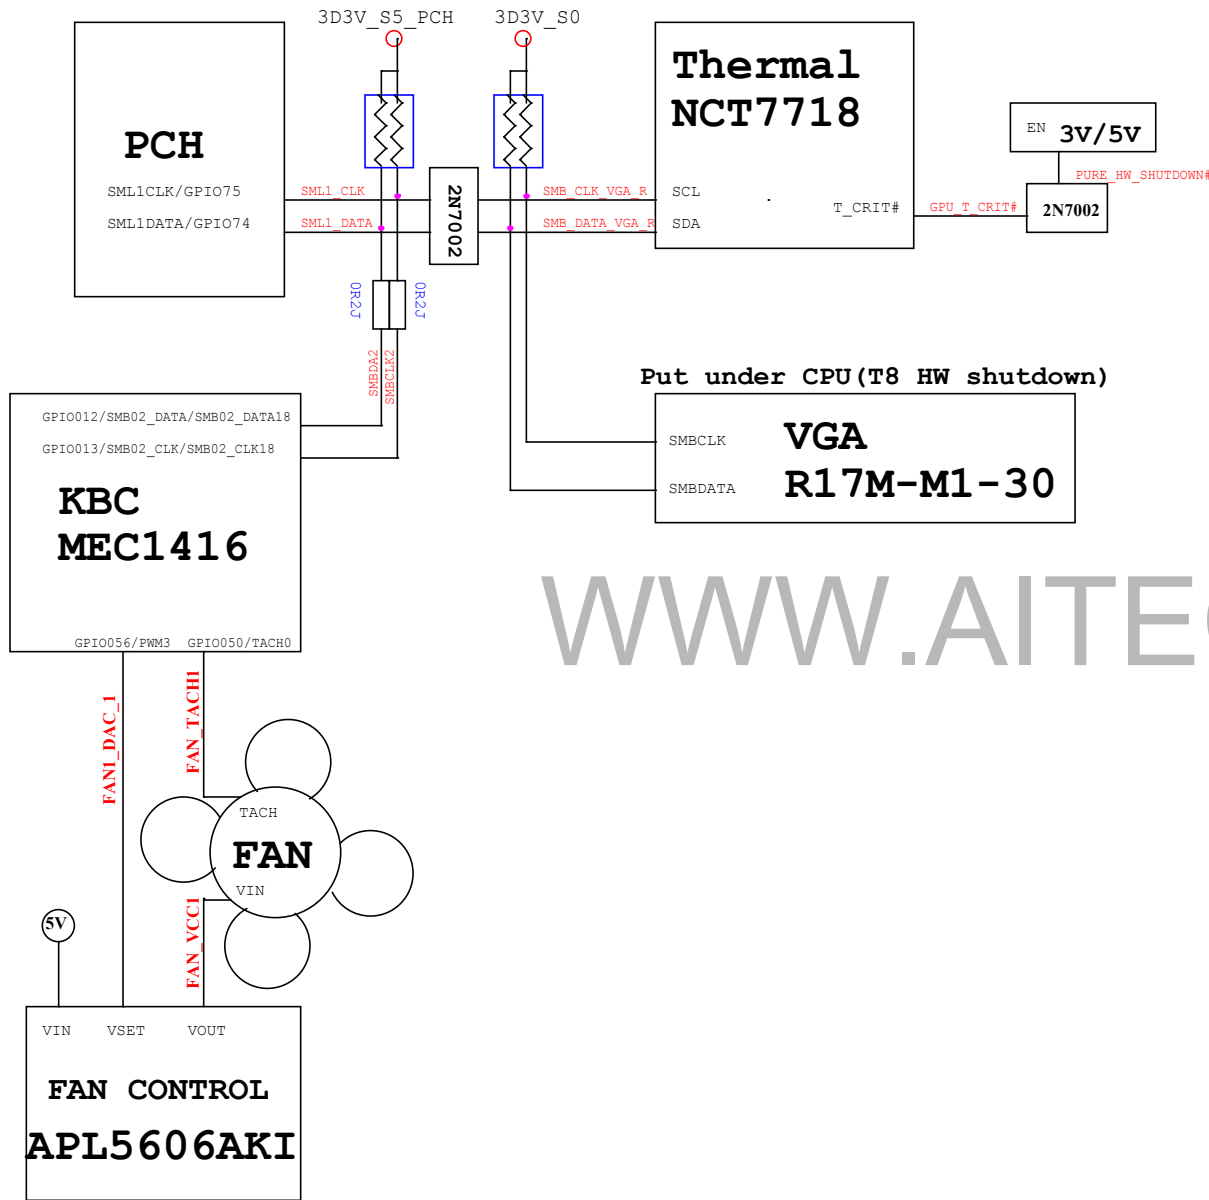 3D3V_S5_PCH
3D3V_S0
PCH
SML1CLK/GPIO75
SML1DATA/GPIO74
SML1_CLK
SML1_DATA
2N7002
SMB_CLK_VGA_R
SMB_DATA_VGA_R
Thermal
NCT7718
SCL
SDA
T_CRIT#
GPU_T_CRIT#
EN 3V/5V
PURE_HW_SHUTDOWN#
2N7002
0R2J
0R2J
SMBDA2
SMBCLK2
Put under CPU(T8 HW shutdown)
VGA
R17M-M1-30
SMBCLK
SMBDATA
GPIO012/SMB02_DATA/SMB02_DATA18
GPIO013/SMB02_CLK/SMB02_CLK18
KBC
MEC1416
GPIO056/PWM3 GPIO050/TACH0
WWW.AITE
FAN1_DAC_1
FAN_TACH1
TACH
FAN
VIN
FAN_VCC1
5V
VIN VSET VOUT
FAN CONTROL
APL5606AKI